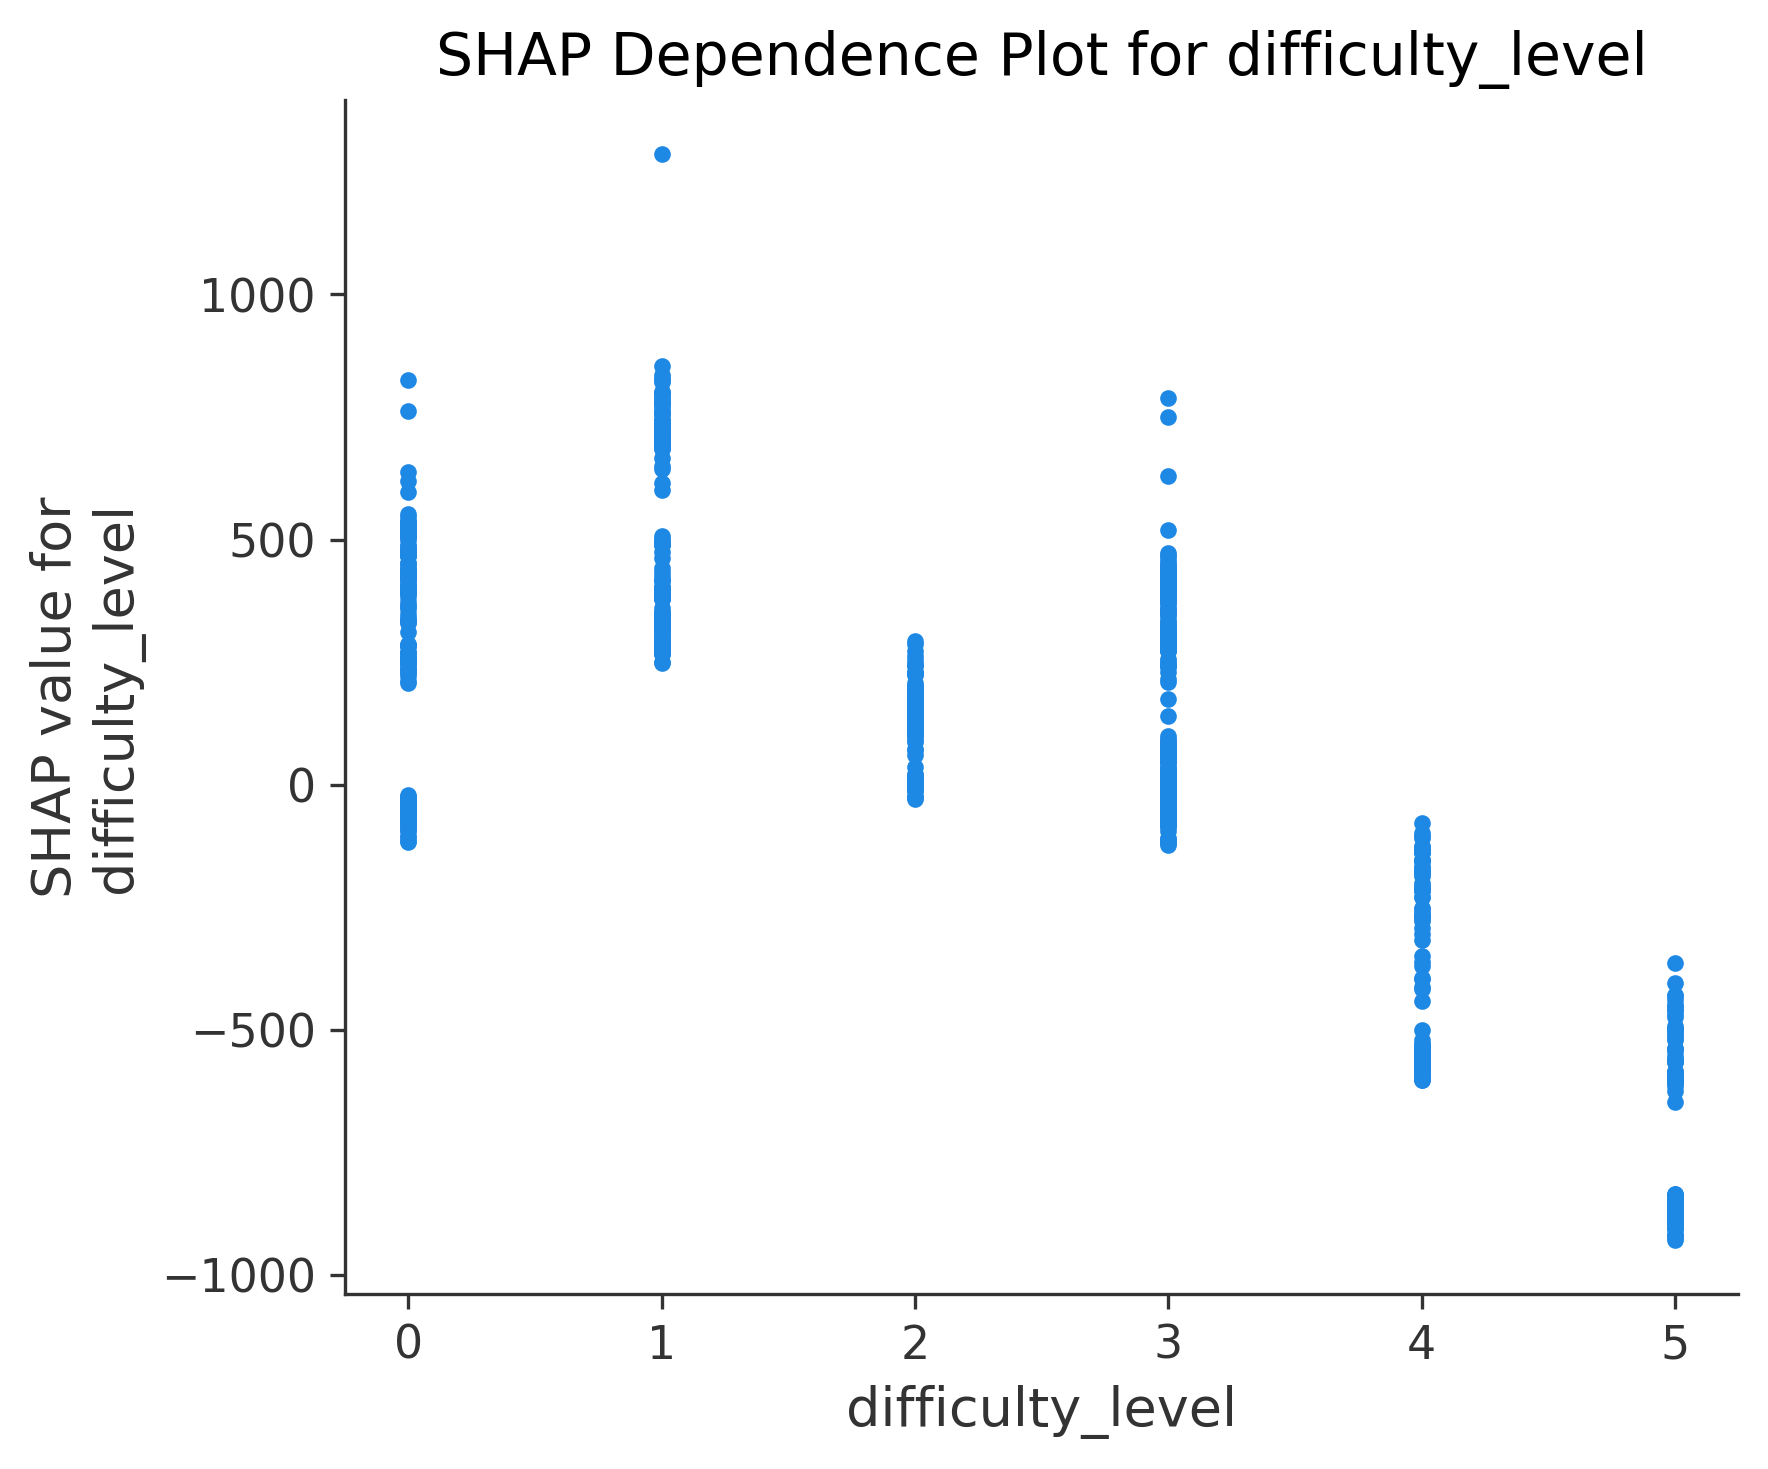 SHAP Dependence Plot for difficulty_level
SHAP value for
difficulty_level
1000
500
0
−500
−1000
0 1 2 3 4 5
difficulty_level